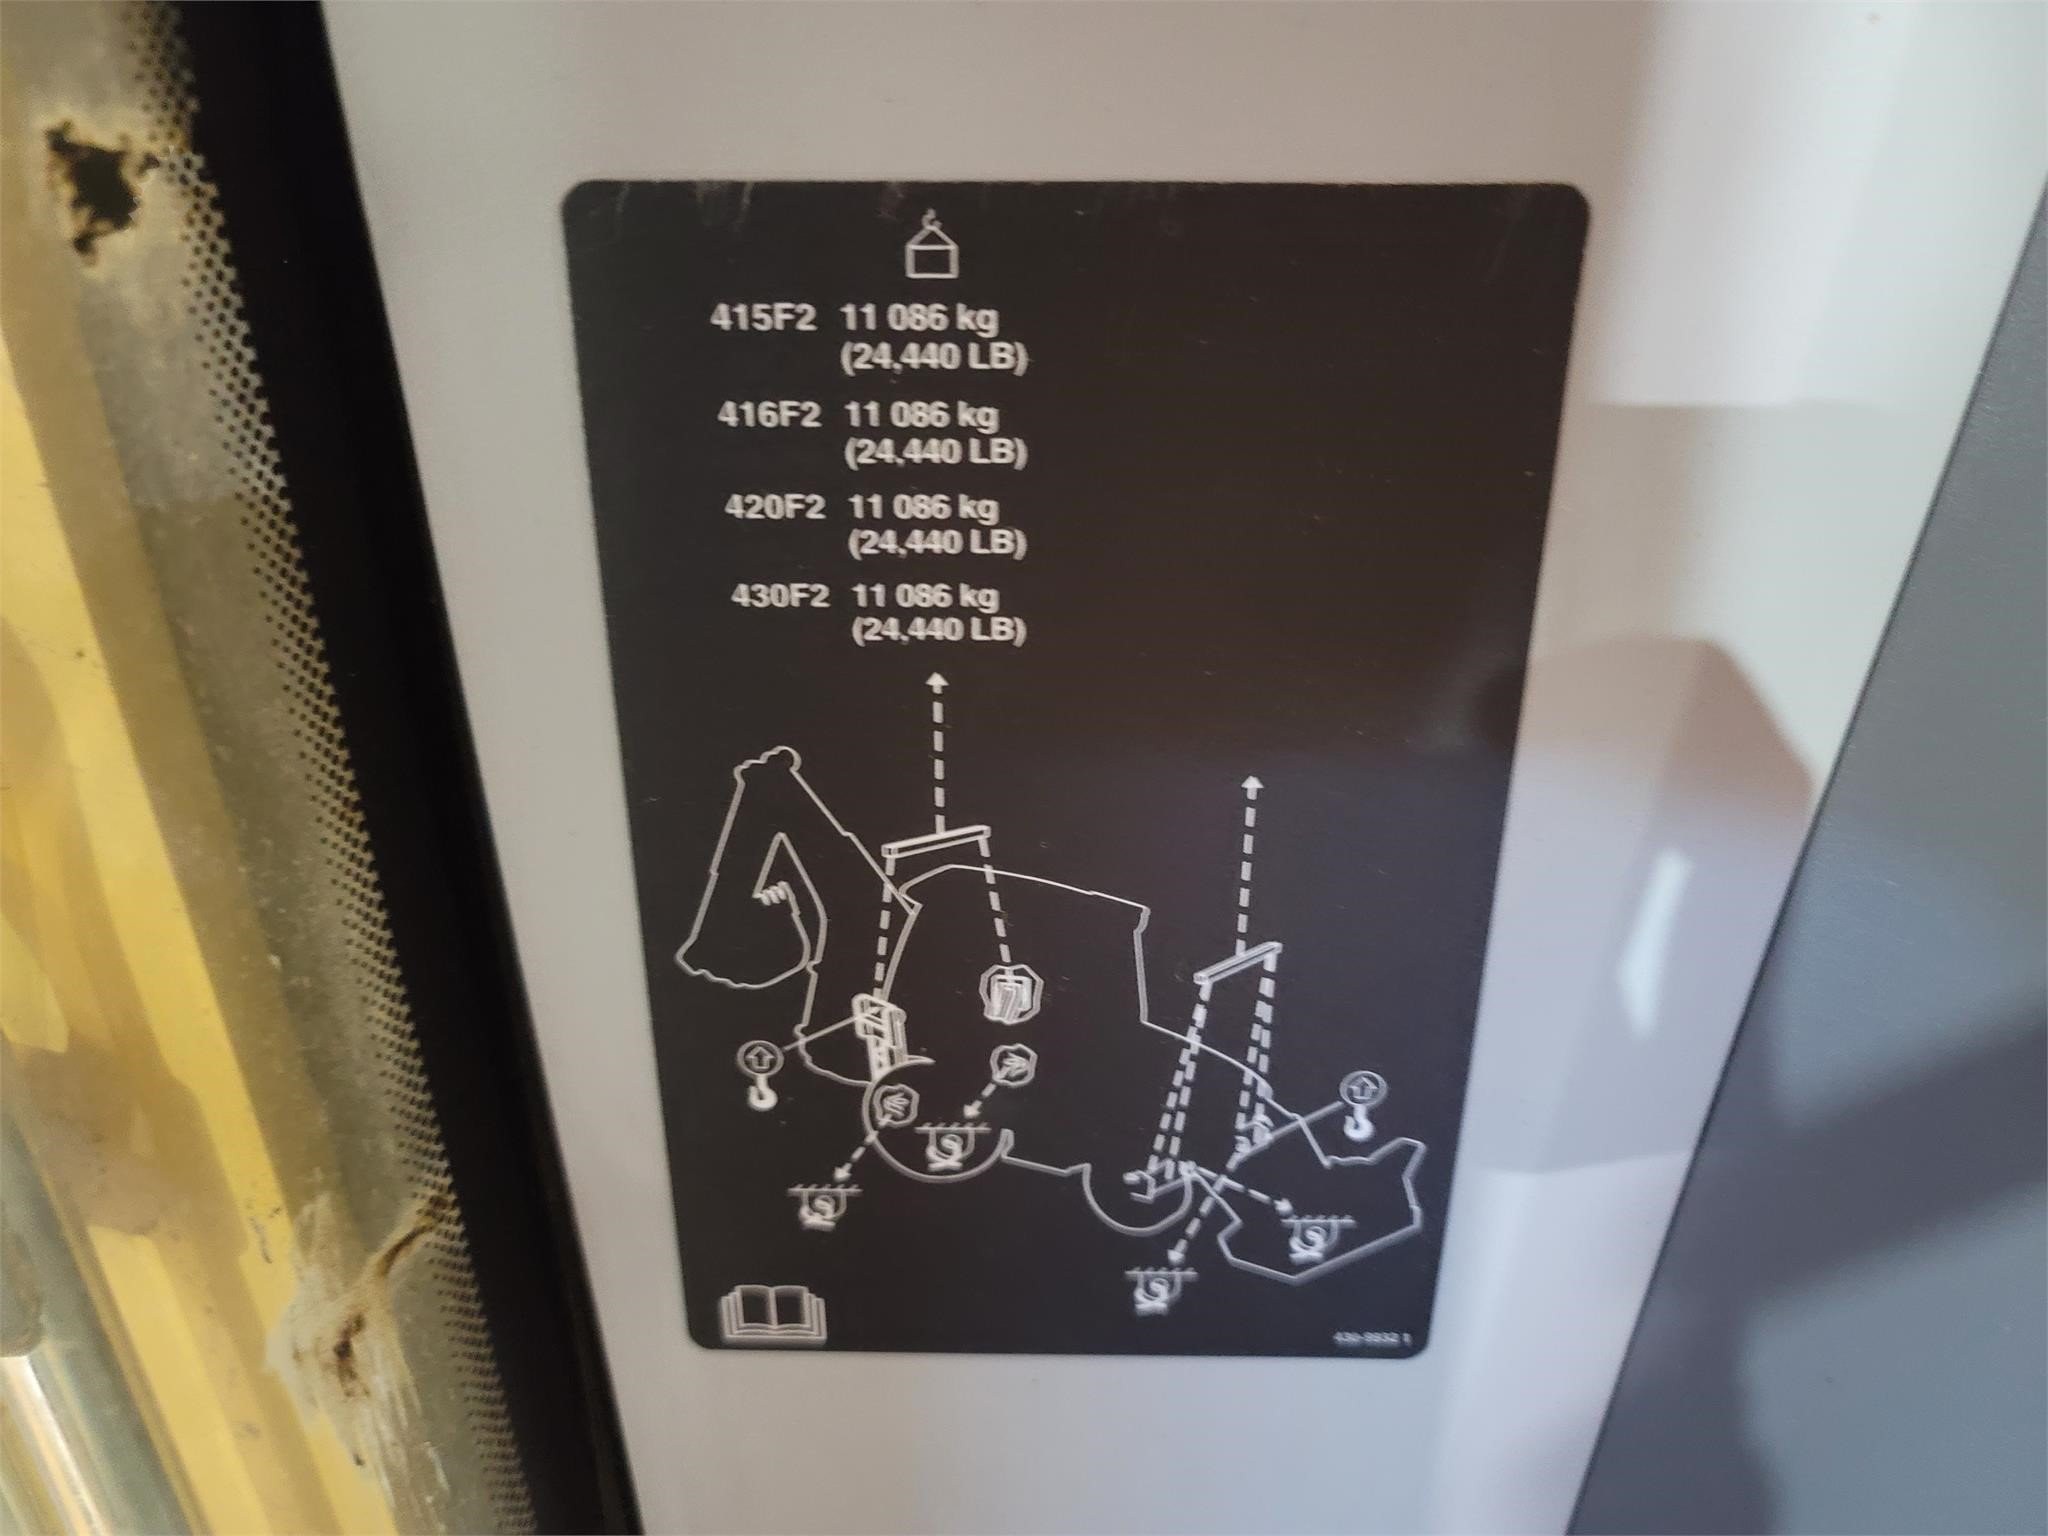 415F2 11 086 kg
(24,440 LB)
416F2 11 086 kg
(24,440 LB)
420F2 11 086 kg
(24,440 LB)
430F2 11 086 kg
(24,440 LB)